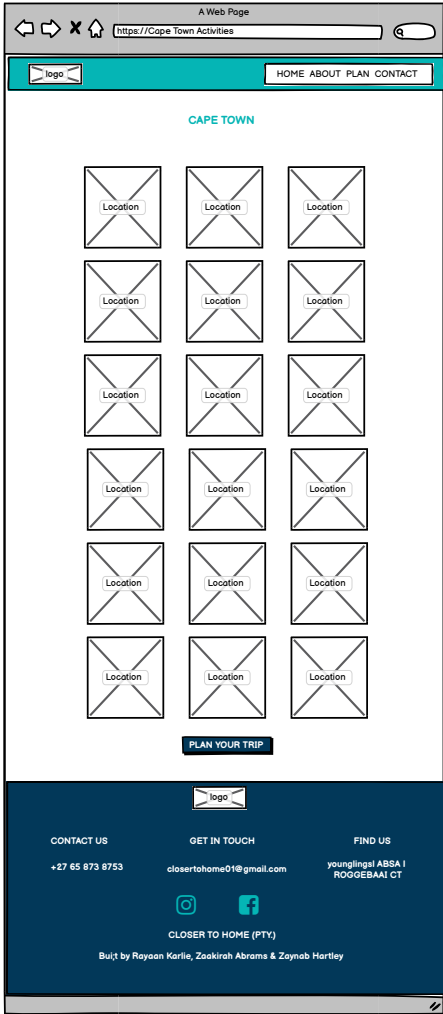 A Web Page
https://Cape Town Activities
logo
HOME ABOUT PLAN CONTACT
CAPE TOWN
Location Location Location
Location Location Location
Location Location Location
Location Location Location
Location Location Location
Location Location Location
PLAN YOUR TRIP
logo
CONTACT US GET IN TOUCH FIND US
+27 65 873 8753 closertohome01@gmail.com younglingsl ABSA l
ROGGEBAAI CT
CLOSER TO HOME (PTY.)
Bui;t by Rayaan Karlie, Zaakirah Abrams & Zaynab Hartley